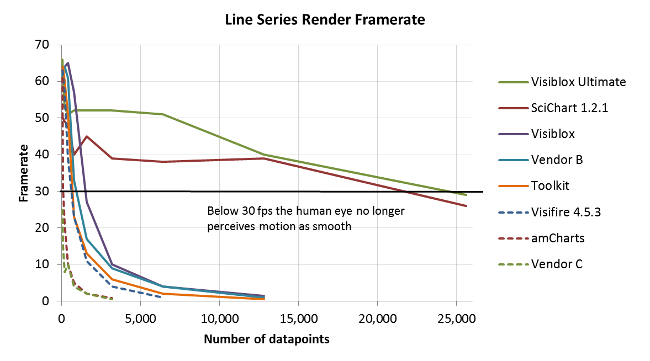 Line Series Render Framerate
70
60
50
40
30
20
10
0
Framerate
Below 30 fps the human eye no longer
perceives motion as smooth
0
5,000
10,000
15,000
20,000
25,000
Number of datapoints
Visiblox Ultimate
SciChart 1.2.1
Visiblox
Vendor B
Toolkit
Visifire 4.5.3
amCharts
Vendor C